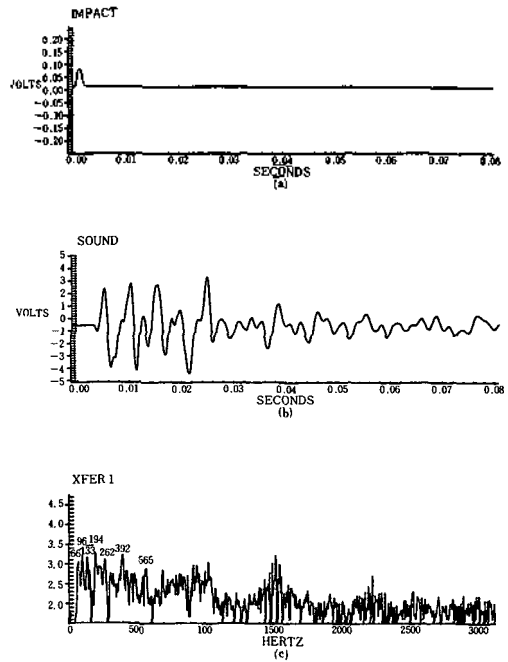 IMPACT
0.20
0.15
0.10
0.05
VOLTS 0.00
-0.05
-0.10
-0.15
-0.20
0.00 0.01 0.02 0.03 0.04 0.05 0.06 0.07 0.08
SECONDS
(a)
SOUND
5
4
3
2
1
VOLTS 0
-1
-2
-3
-4
-5
0.00 0.01 0.02 0.03 0.04 0.05 0.06 0.07 0.08
SECONDS
(b)
XFER 1
4.5
4.0
96 194
3.5
66 133 262 392
3.0
565
2.5
2.0
0 500 100 1500 2000 2500 3000
HERTZ
(c)